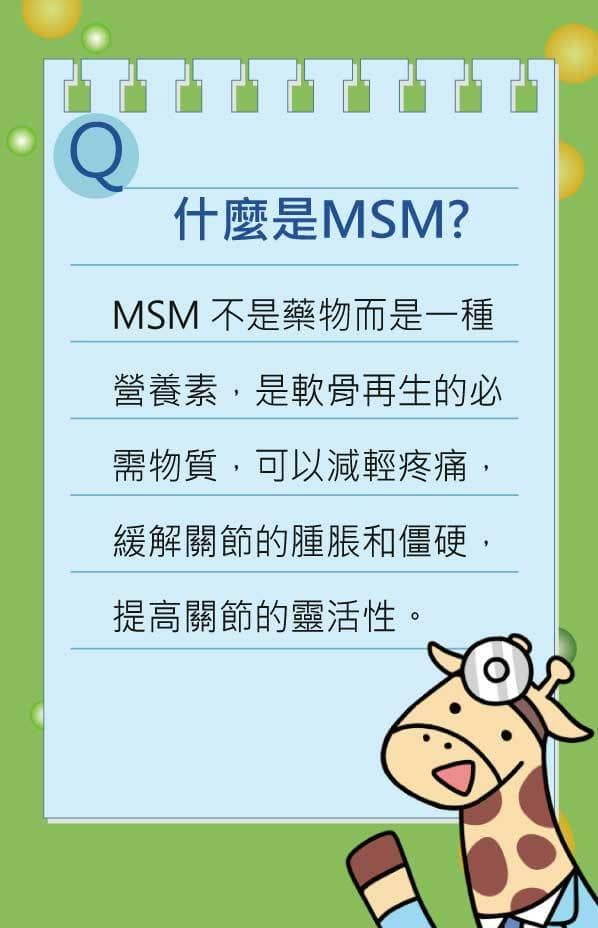 Q
什麼是MSM?
MSM 不是藥物而是一種
營養素，是軟骨再生的必
需物質，可以減輕疼痛，
緩解關節的腫脹和僵硬，
提高關節的靈活性。